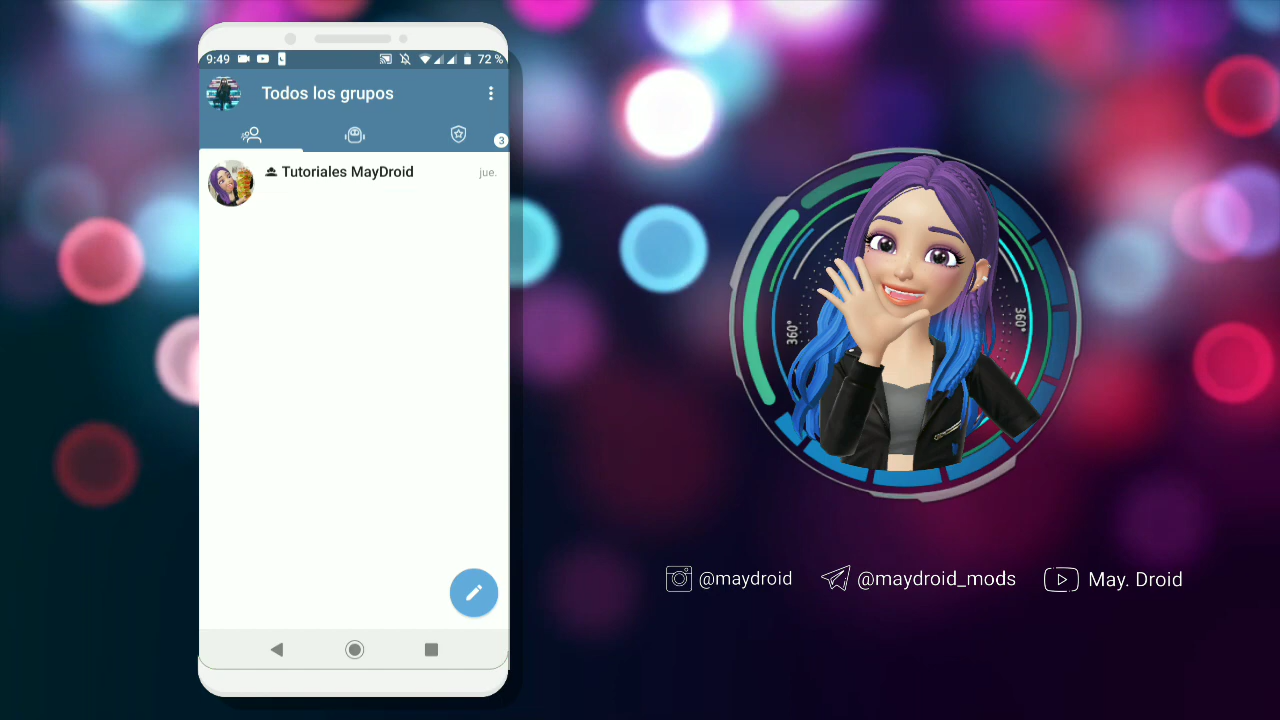 9:49 72 %
Todos los grupos
3
Tutoriales MayDroid jue.
360°
360°
@maydroid @maydroid_mods May. Droid